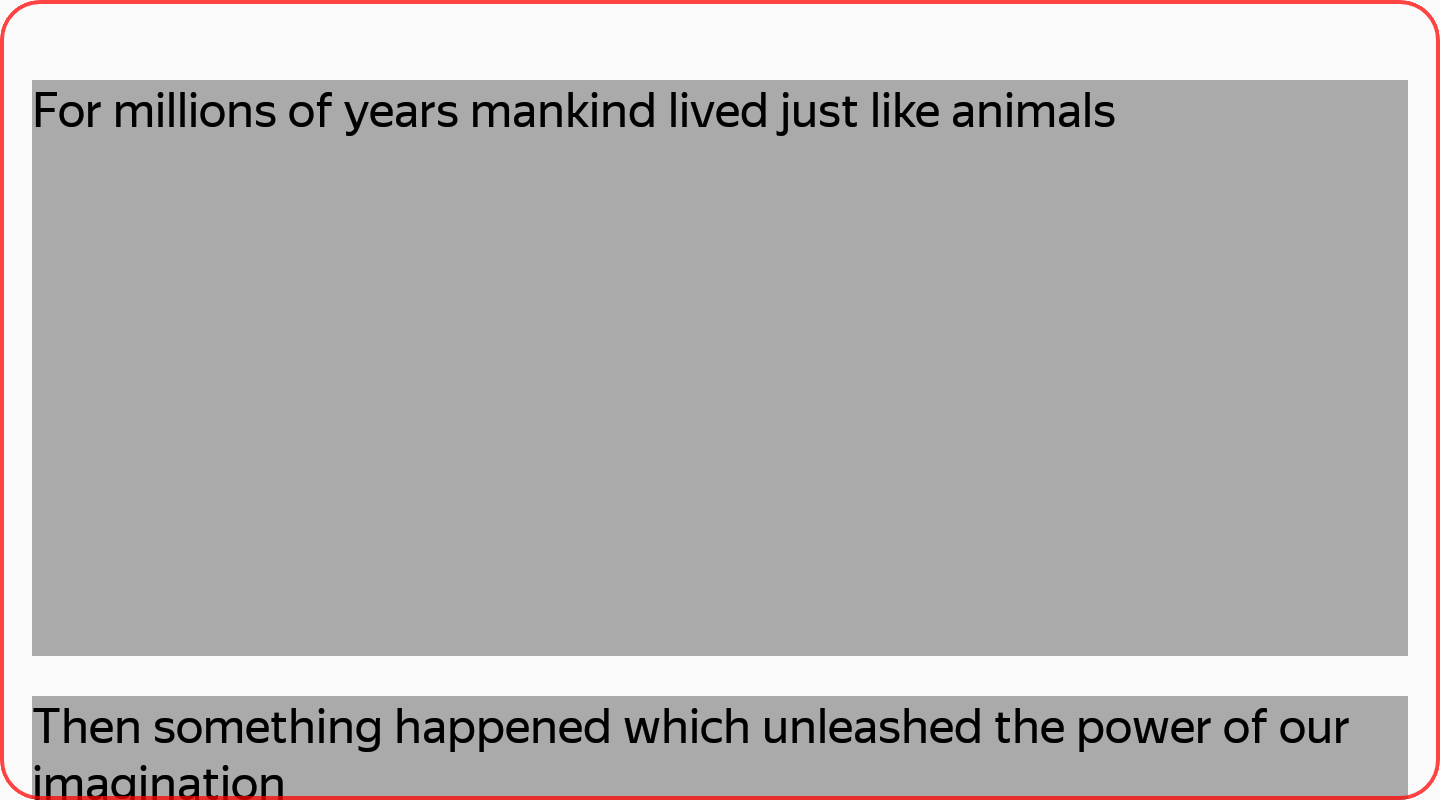 For millions of years mankind lived just like animals
Then something happened which unleashed the power of our
imagination